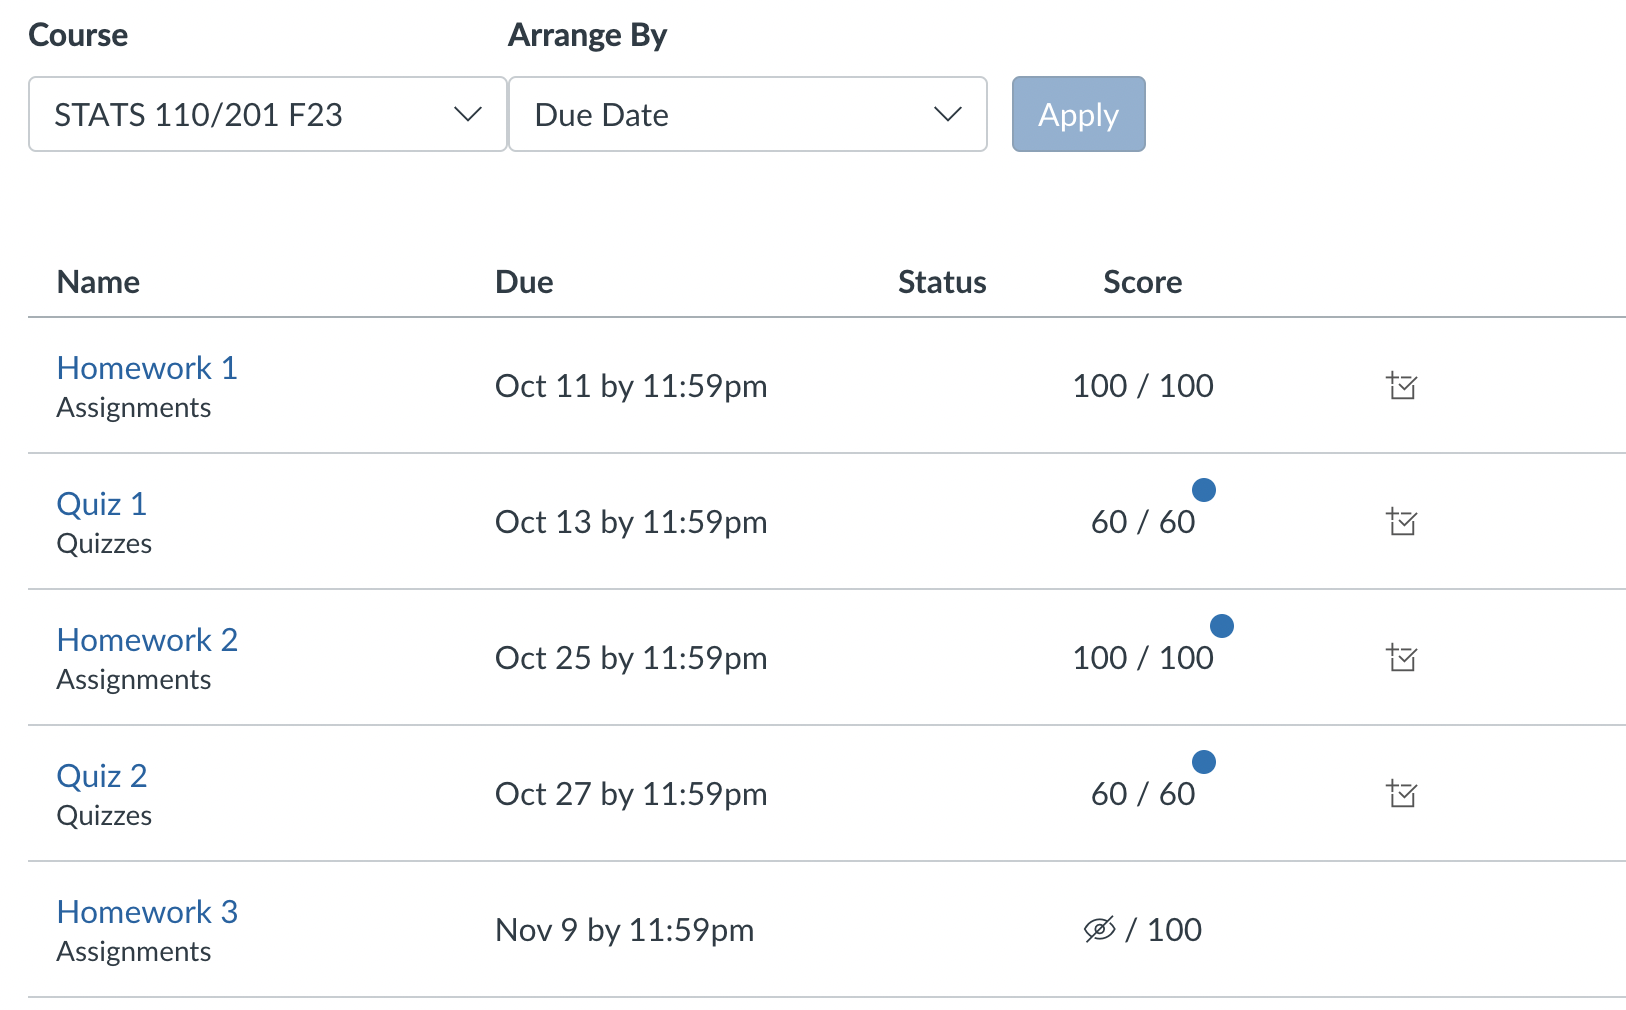 Course Arrange By
STATS 110/201 F23 Due Date Apply
Name Due Status Score
Homework 1
Assignments
Oct 11 by 11:59pm 100 / 100
Quiz 1
Quizzes
Oct 13 by 11:59pm 60 / 60
Homework 2
Assignments
Oct 25 by 11:59pm 100 / 100
Quiz 2
Quizzes
Oct 27 by 11:59pm 60 / 60
Homework 3
Assignments
Nov 9 by 11:59pm / 100